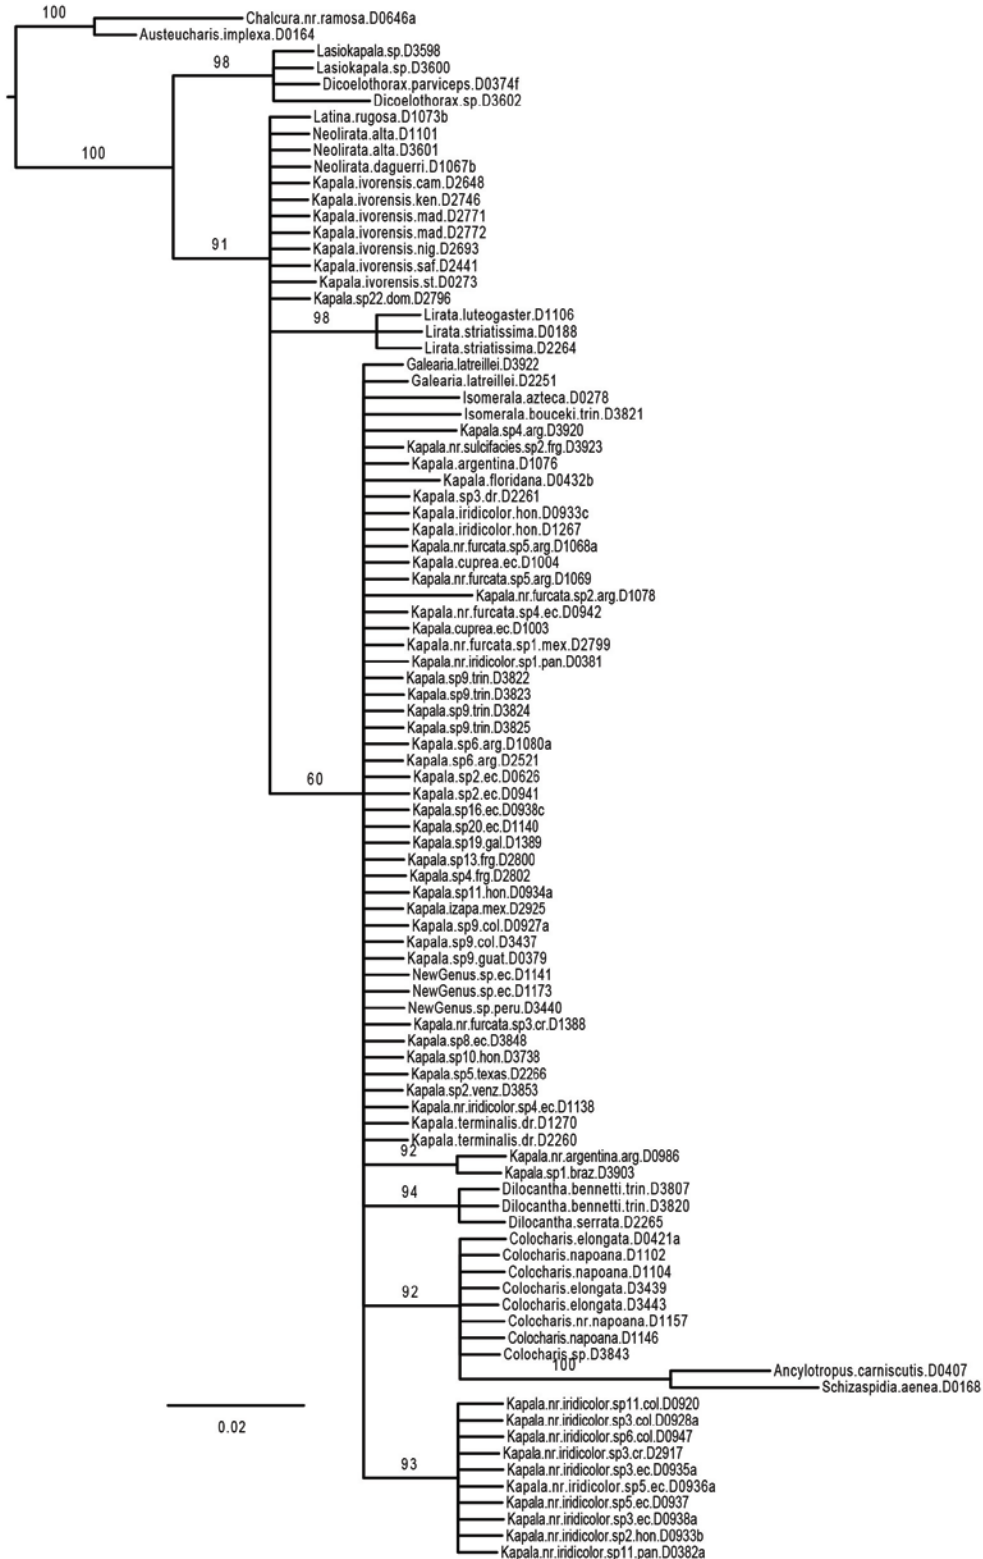 100
Chalcura.nr.ramosa.D0646a
Austeucharis.implexa.D0164
Lasiokapala.sp.D3598
98
Lasiokapala.sp.D3600
Dicoelothorax.parviceps.D0374f
Dicoelothorax.sp.D3602
Latina.rugosa.D1073b
Neolirata.alta.D1101
Neolirata.alta.D3601
100
Neolirata.daguerri.D1067b
Kapala.ivorensis.cam.D2648
Kapala.ivorensis.ken.D2746
Kapala.ivorensis.mad.D2771
Kapala.ivorensis.mad.D2772
91
Kapala.ivorensis.nig.D2693
Kapala.ivorensis.saf.D2441
Kapala.ivorensis.st.D0273
Kapala.sp22.dom.D2796
98
Lirata.luteogaster.D1106
Lirata.striatissima.D0188
Lirata.striatissima.D2264
Galearia.latreillei.D3922
Galearia.latreillei.D2251
Isomerala.azteca.D0278
Isomerala.bouceki.trin.D3821
Kapala.sp4.arg.D3920
Kapala.nr.sulcifacies.sp2.frg.D3923
Kapala.argentina.D1076
Kapala.floridana.D0432b
Kapala.sp3.dr.D2261
Kapala.iridicolor.hon.D0933c
Kapala.iridicolor.hon.D1267
Kapala.nr.furcata.sp5.arg.D1068a
Kapala.cuprea.ec.D1004
Kapala.nr.furcata.sp5.arg.D1069
Kapala.nr.furcata.sp2.arg.D1078
Kapala.nr.furcata.sp4.ec.D0942
Kapala.cuprea.ec.D1003
Kapala.nr.furcata.sp1.mex.D2799
Kapala.nr.iridicolor.sp1.pan.D0381
Kapala.sp9.trin.D3822
Kapala.sp9.trin.D3823
Kapala.sp9.trin.D3824
Kapala.sp9.trin.D3825
Kapala.sp6.arg.D1080a
Kapala.sp6.arg.D2521
60
Kapala.sp2.ec.D0626
Kapala.sp2.ec.D0941
Kapala.sp16.ec.D0938c
Kapala.sp20.ec.D1140
Kapala.sp19.gal.D1389
Kapala.sp13.frg.D2800
Kapala.sp4.frg.D2802
Kapala.sp11.hon.D0934a
Kapala.izapa.mex.D2925
Kapala.sp9.col.D0927a
Kapala.sp9.col.D3437
Kapala.sp9.guat.D0379
NewGenus.sp.ec.D1141
NewGenus.sp.ec.D1173
NewGenus.sp.peru.D3440
Kapala.nr.furcata.sp3.cr.D1388
Kapala.sp8.ec.D3848
Kapala.sp10.hon.D3738
Kapala.sp5.texas.D2266
Kapala.sp2.venz.D3853
Kapala.nr.iridicolor.sp4.ec.D1138
Kapala.terminalis.dr.D1270
Kapala.terminalis.dr.D2260
92
Kapala.nr.argentina.arg.D0986
Kapala.sp1.braz.D3903
94
Dilocantha.bennetti.trin.D3807
Dilocantha.bennetti.trin.D3820
Dilocantha.serrata.D2265
Colocharis.elongata.D0421a
Colocharis.napoana.D1102
Colocharis.napoana.D1104
92
Colocharis.elongata.D3439
Colocharis.elongata.D3443
Colocharis.nr.napoana.D1157
Colocharis.napoana.D1146
Colocharis.sp.D3843
100
Ancylotropus.carniscutis.D0407
Schizaspidia.aenea.D0168
0.02
Kapala.nr.iridicolor.sp11.col.D0920
Kapala.nr.iridicolor.sp3.col.D0928a
Kapala.nr.iridicolor.sp6.col.D0947
Kapala.nr.iridicolor.sp3.cr.D2917
93
Kapala.nr.iridicolor.sp3.ec.D0935a
Kapala.nr.iridicolor.sp5.ec.D0936a
Kapala.nr.iridicolor.sp5.ec.D0937
Kapala.nr.iridicolor.sp3.ec.D0938a
Kapala.nr.iridicolor.sp2.hon.D0933b
Kapala.nr.iridicolor.sp11.pan.D0382a